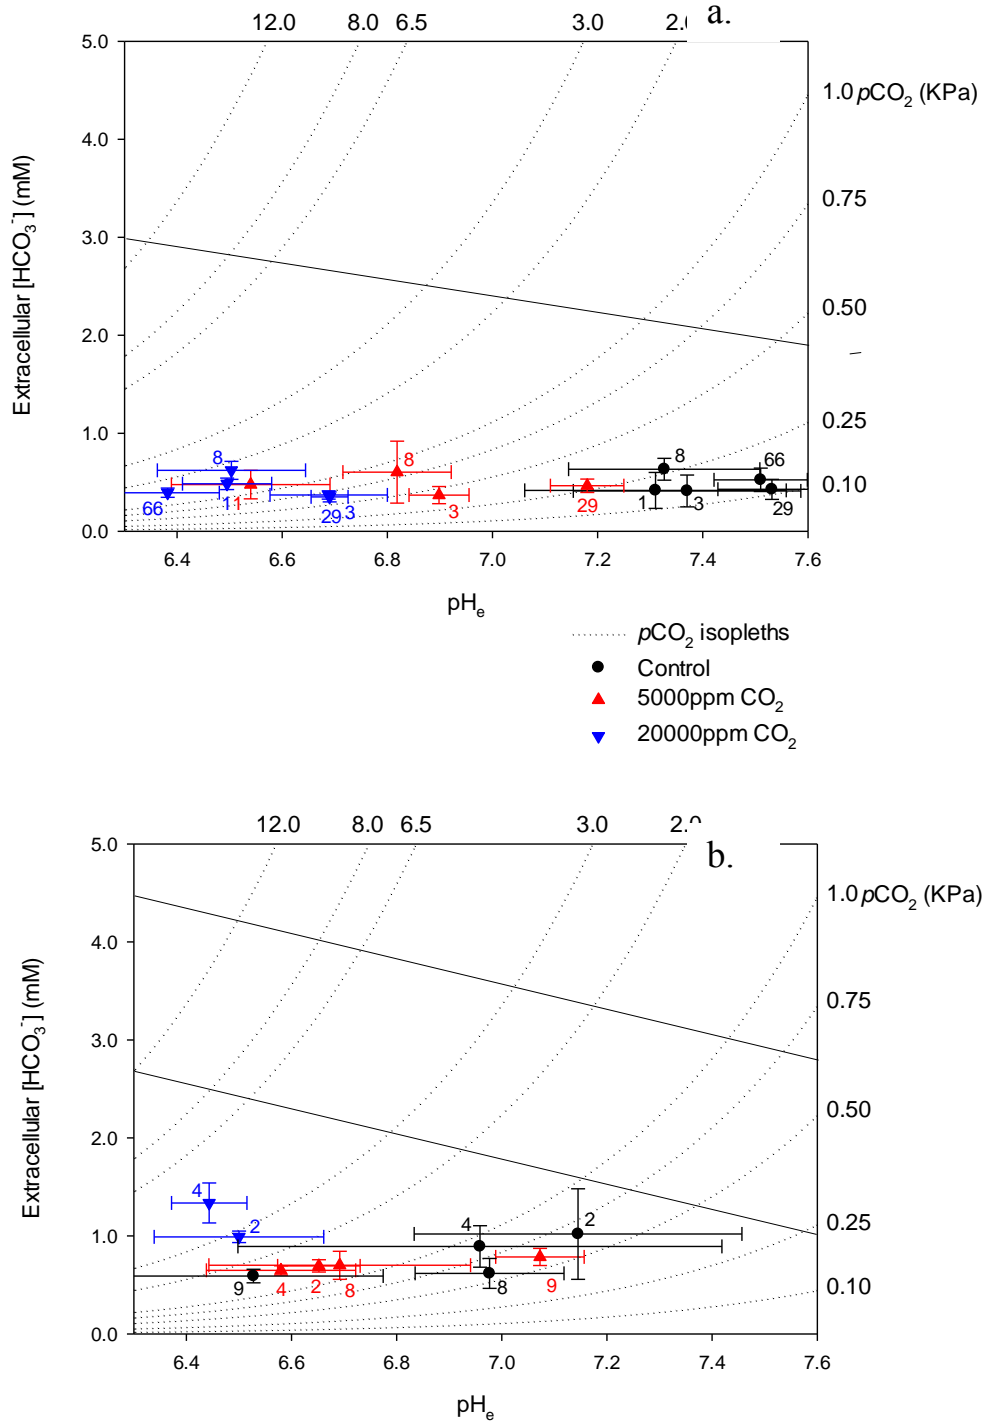 a.
12.0 8.0 6.5 3.0 2.0
5.0
4.0
3.0
2.0
1.0
0.0
Extracellular [HCO3-] (mM)
1.0 pCO2 (KPa)
0.75
0.50
0.25
0.10
8 8 8 66
66 1 1 29 3 3 29 1 3 29
6.4 6.6 6.8 7.0 7.2 7.4 7.6
pHe
pCO2 isopleths
Control
5000ppm CO2
20000ppm CO2
b.
12.0 8.0 6.5 3.0 2.0
5.0
4.0
3.0
2.0
1.0
0.0
Extracellular [HCO3-] (mM)
1.0 pCO2 (KPa)
0.75
0.50
0.25
0.10
4 2 4 2
9 4 2 8 8 9
6.4 6.6 6.8 7.0 7.2 7.4 7.6
pHe